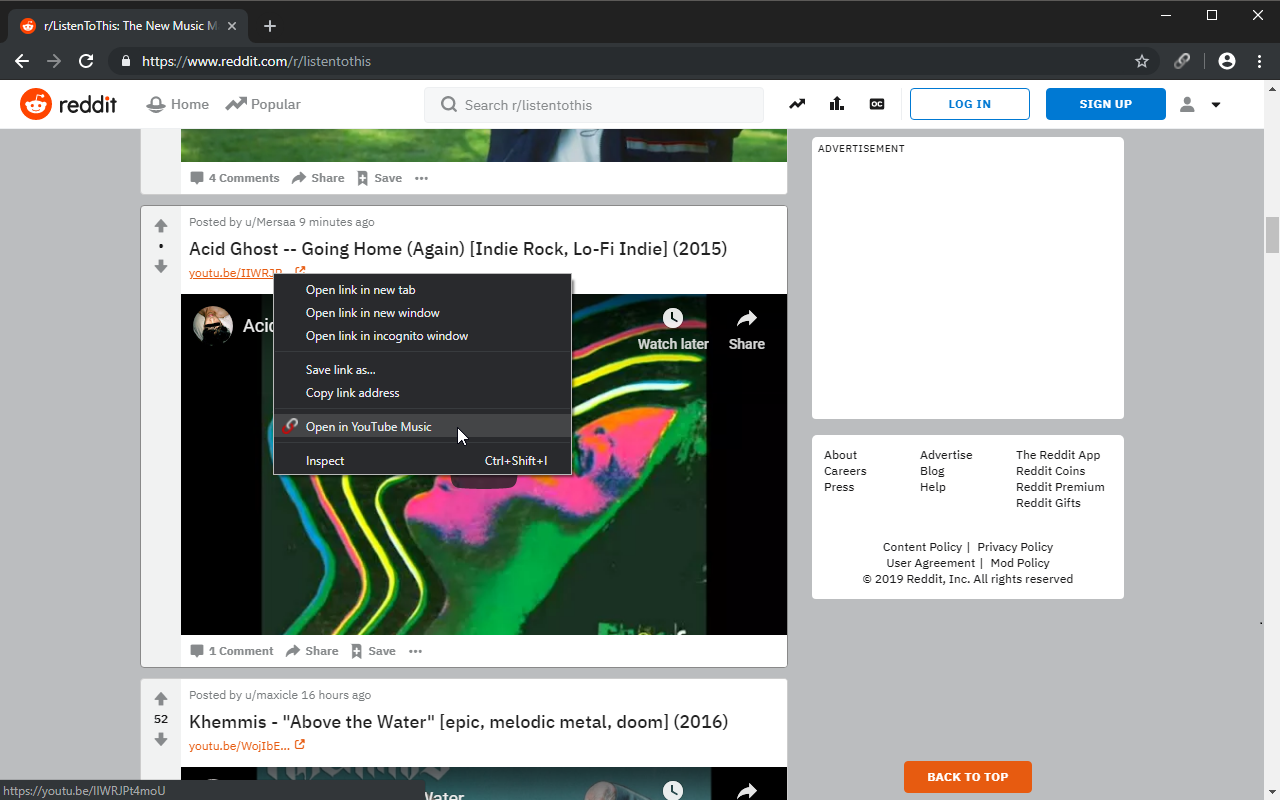 r/ListenToThis: The New Music M
https://www.reddit.com/r/listentothis
reddit
Home
Popular
Search r/listentothis
LOG IN
SIGN UP
4 Comments
Share
Save
ADVERTISEMENT
Posted by u/Mersaa 9 minutes ago
Acid Ghost -- Going Home (Again) [Indie Rock, Lo-Fi Indie] (2015)
youtu.be/IIWRJP...
Acid
Watch later
Share
Open link in new tab
Open link in new window
Open link in incognito window
Save link as...
Copy link address
Open in YouTube Music
Inspect Ctrl+Shift+I
1 Comment
Share
Save
About Advertise The Reddit App
Careers Blog Reddit Coins
Press Help Reddit Premium
Reddit Gifts
Content Policy | Privacy Policy
User Agreement | Mod Policy
© 2019 Reddit, Inc. All rights reserved
Posted by u/maxicle 16 hours ago
52
Khemmis - "Above the Water" [epic, melodic metal, doom] (2016)
youtu.be/WojIbE...
Water
BACK TO TOP
https://youtu.be/IIWRJPt4moU